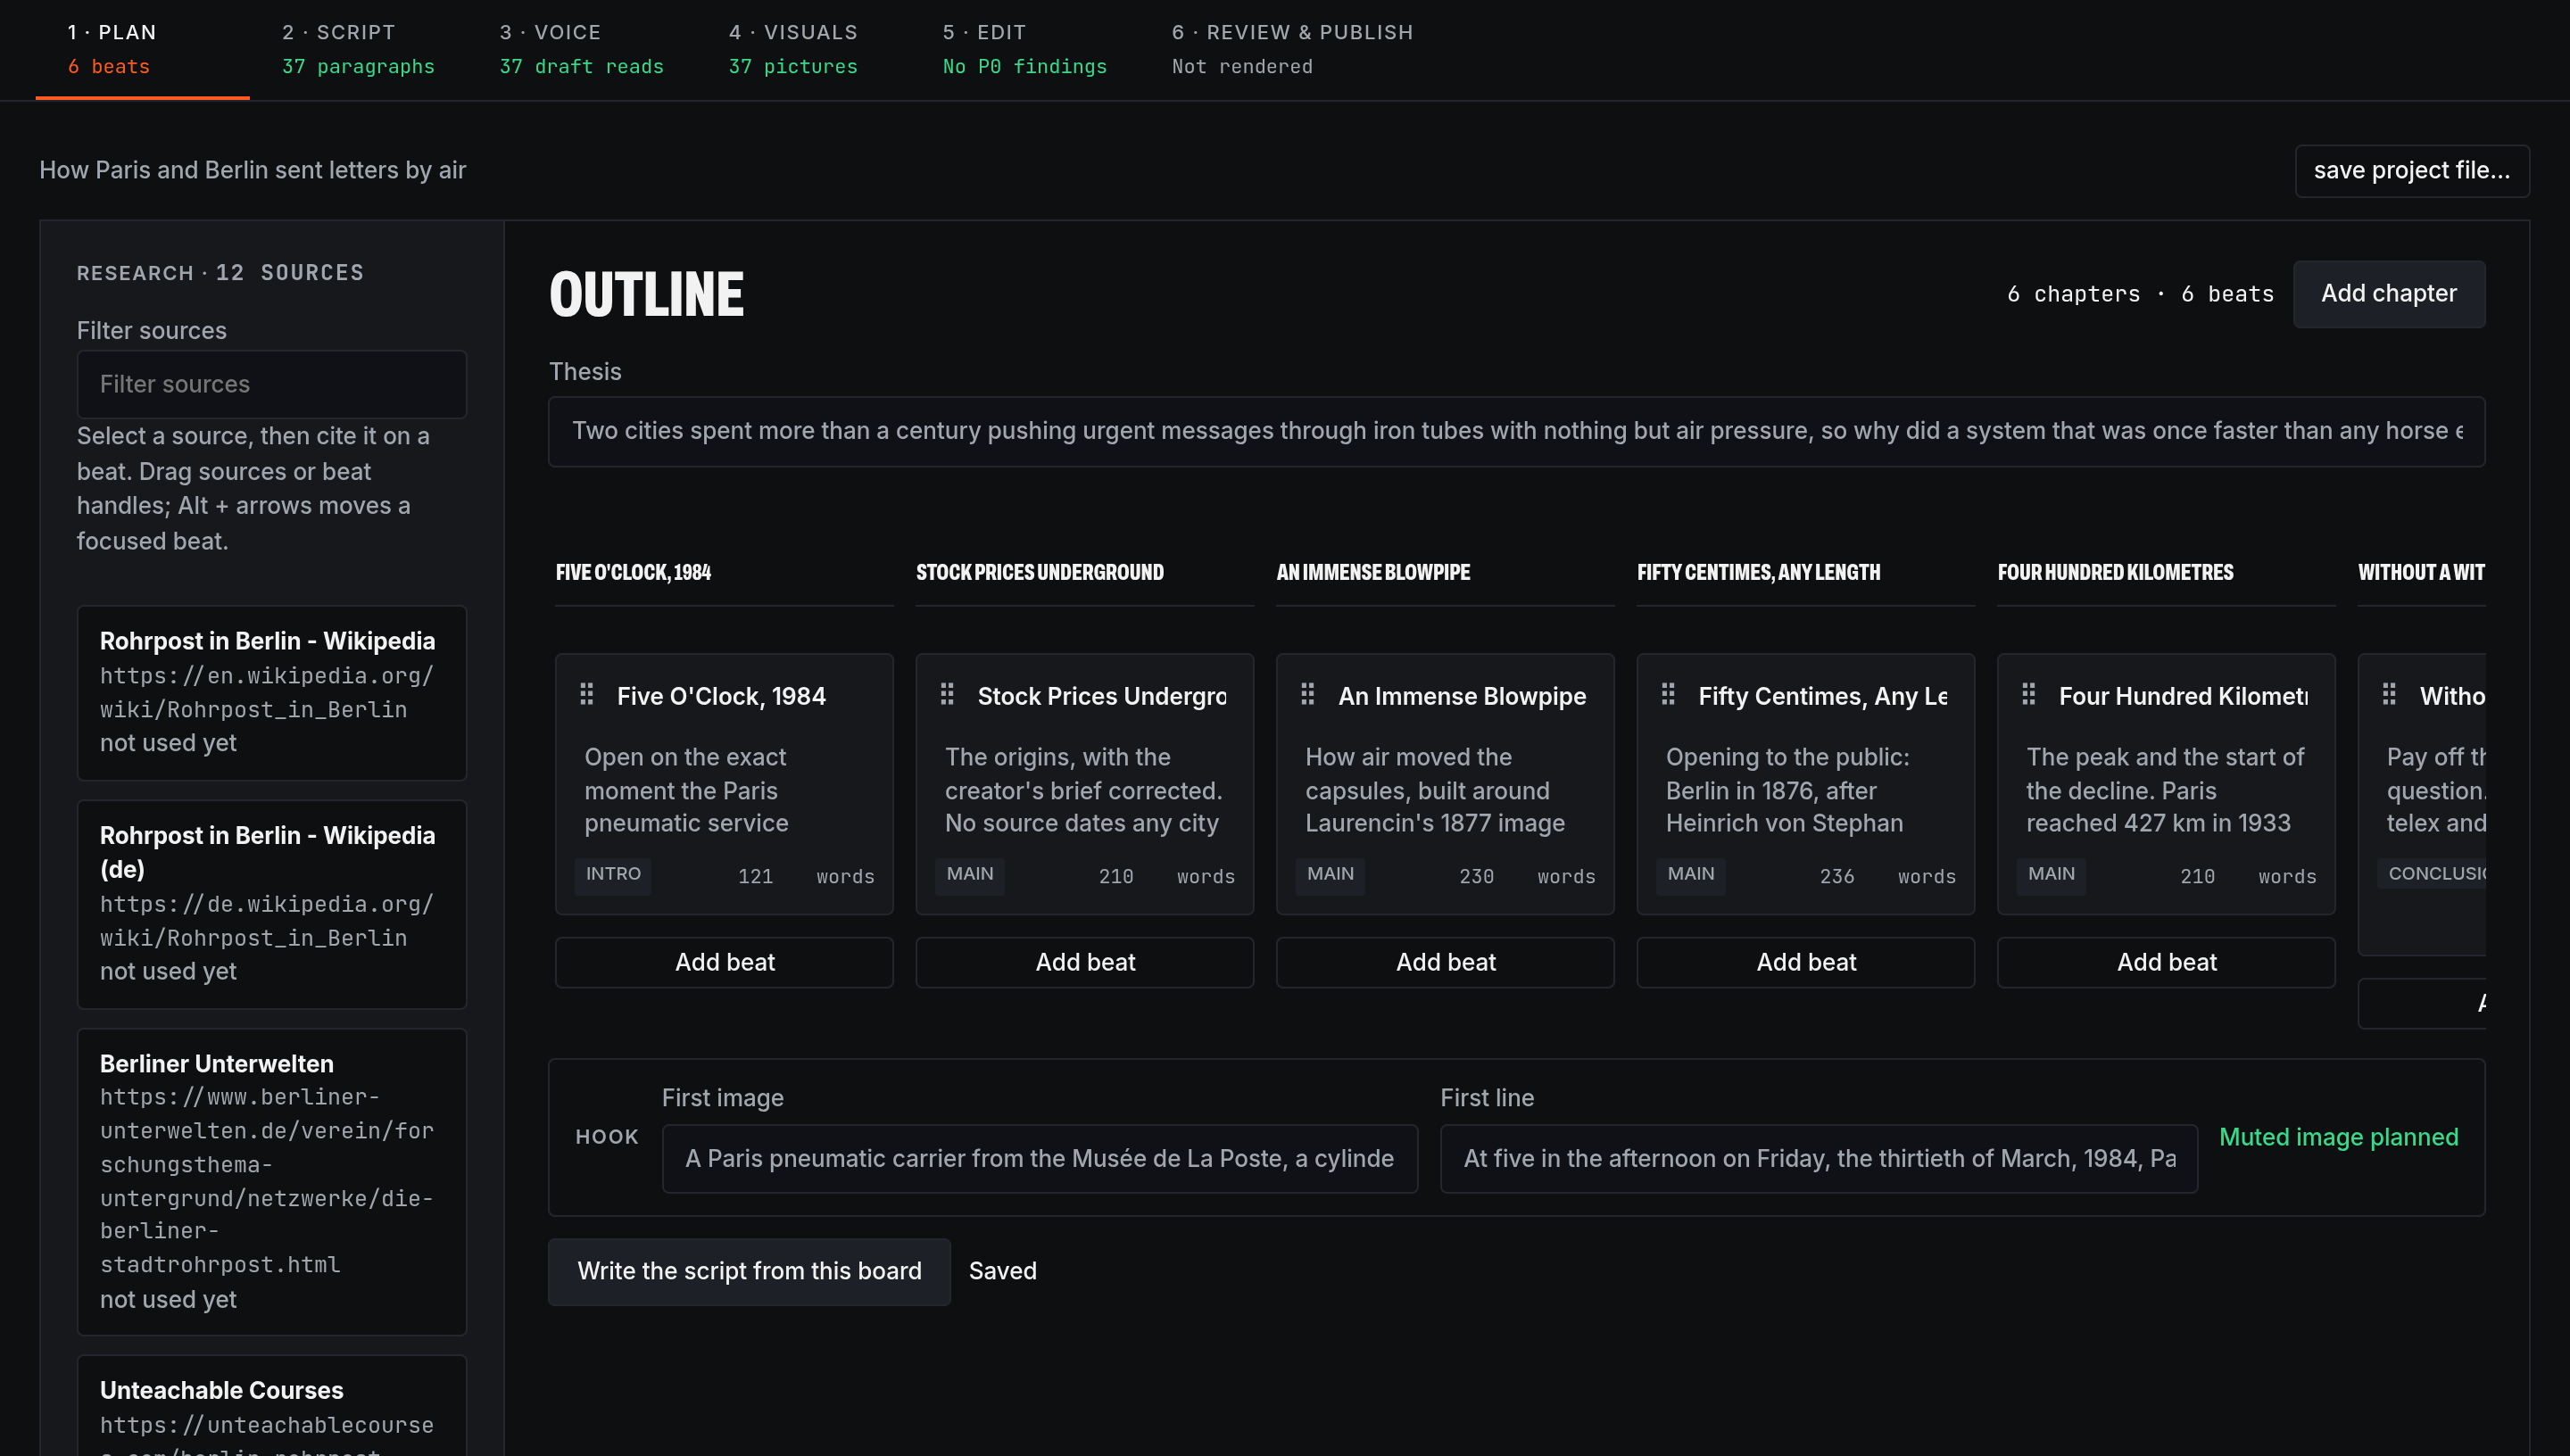 1 · PLAN
6 beats
2 · SCRIPT
37 paragraphs
3 · VOICE
37 draft reads
4 · VISUALS
37 pictures
5 · EDIT
No P0 findings
6 · REVIEW & PUBLISH
Not rendered
How Paris and Berlin sent letters by air
save project file...
RESEARCH · 12 SOURCES
Filter sources
Filter sources
Select a source, then cite it on a
beat. Drag sources or beat
handles; Alt + arrows moves a
focused beat.
Rohrpost in Berlin - Wikipedia
https://en.wikipedia.org/
wiki/Rohrpost_in_Berlin
not used yet
Rohrpost in Berlin - Wikipedia
(de)
https://de.wikipedia.org/
wiki/Rohrpost_in_Berlin
not used yet
Berliner Unterwelten
https://www.berliner-
unterwelten.de/verein/for
schungsthema-
untergrund/netzwerke/die-
berliner-
stadtrohrpost.html
not used yet
Unteachable Courses
https://unteachablecourse
OUTLINE
6 chapters · 6 beats
Add chapter
Thesis
Two cities spent more than a century pushing urgent messages through iron tubes with nothing but air pressure, so why did a system that was once faster than any horse
FIVE O'CLOCK, 1984
Five O'Clock, 1984
Open on the exact
moment the Paris
pneumatic service
INTRO
121 words
Add beat
STOCK PRICES UNDERGROUND
Stock Prices Undergro
The origins, with the
creator's brief corrected.
No source dates any city
MAIN
210 words
Add beat
AN IMMENSE BLOWPIPE
An Immense Blowpipe
How air moved the
capsules, built around
Laurencin's 1877 image
MAIN
230 words
Add beat
FIFTY CENTIMES, ANY LENGTH
Fifty Centimes, Any Le
Opening to the public:
Berlin in 1876, after
Heinrich von Stephan
MAIN
236 words
Add beat
FOUR HUNDRED KILOMETRES
Four Hundred Kilomet
The peak and the start of
the decline. Paris
reached 427 km in 1933
MAIN
210 words
Add beat
WITHOUT A WIT
Witho
Pay off th
question.
telex and
CONCLUSIO
HOOK
First image
A Paris pneumatic carrier from the Musée de La Poste, a cylinde
First line
At five in the afternoon on Friday, the thirtieth of March, 1984, Pa
Muted image planned
Write the script from this board
Saved